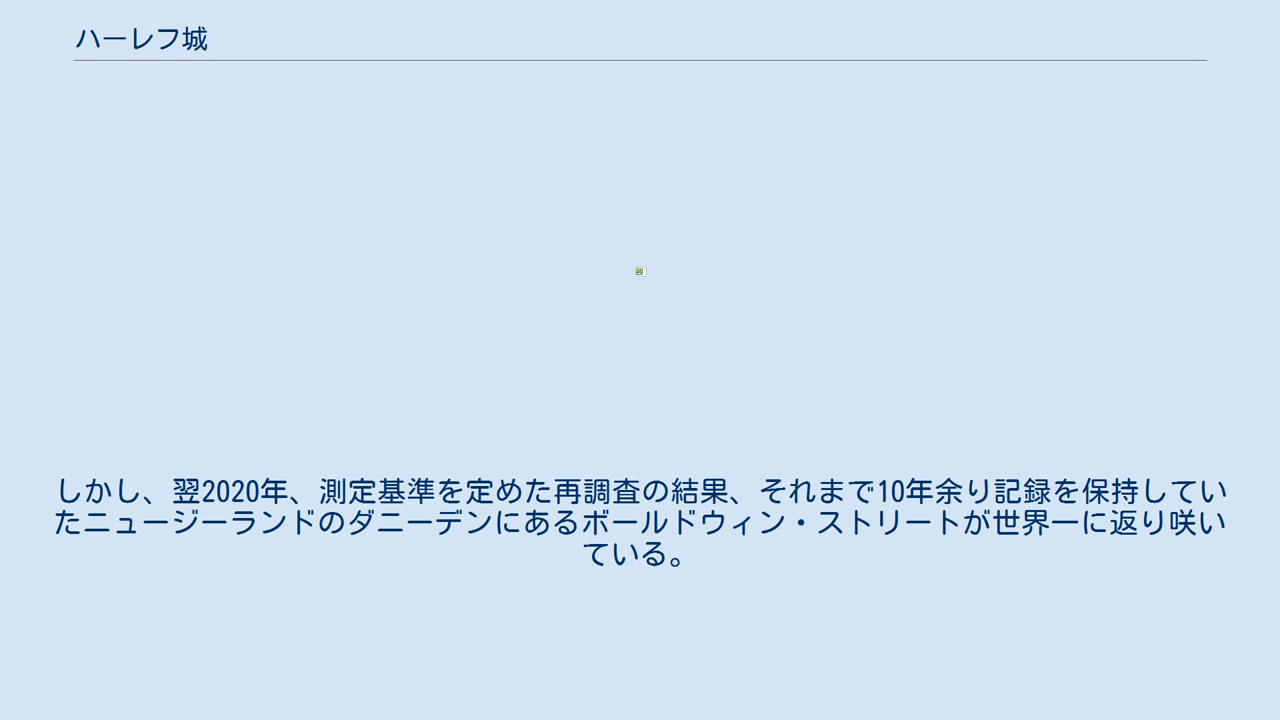 ハーレフ城
しかし、翌2020年、測定基準を定めた再調査の結果、それまで10年余り記録を保持してい
たニュージーランドのダニーデンにあるボールドウィン・ストリートが世界一に返り咲い
ている。